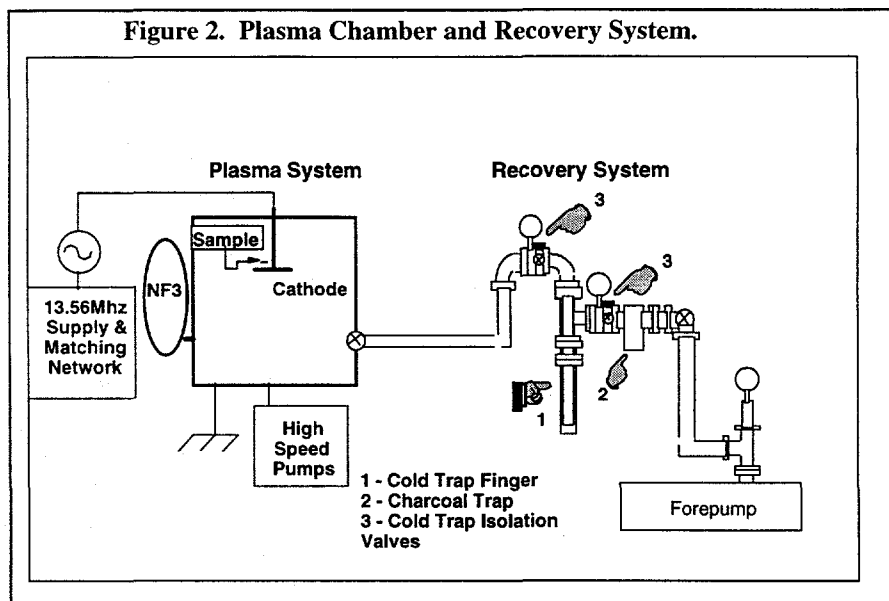 Figure 2. Plasma Chamber and Recovery System.
Plasma System
Recovery System
3
Sample
3
NF3
Cathode
13.56Mhz
Supply &
Matching
Network
2
1
High
Speed
Pumps
1 - Cold Trap Finger
2 - Charcoal Trap
3 - Cold Trap Isolation
Valves
Forepump